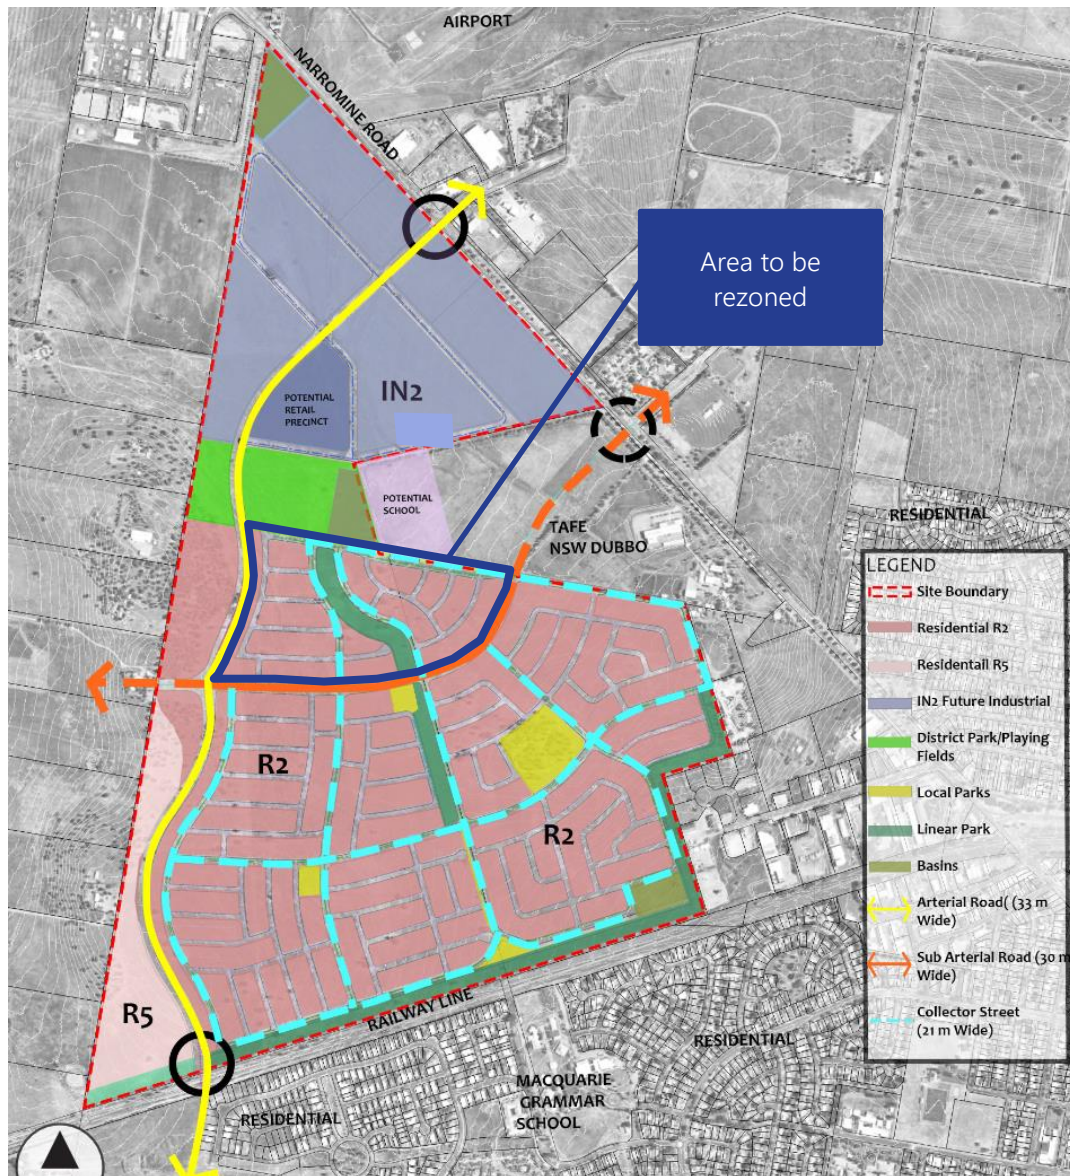 AIRPORT
NARROMINE ROAD
Area to be
rezoned
IN2
POTENTIAL
RETAIL
PRECINCT
POTENTIAL
SCHOOL
TAFE
NSW DUBBO
RESIDENTIAL
LEGEND
Site Boundary
Residential R2
Residentail R5
IN2 Future Industrial
District Park/Playing
Fields
Local Parks
Linear Park
Basins
Arterial Road( (33 m
Wide)
Sub Arterial Road (30 m
Wide)
Collector Street
(21 m Wide)
R2
R2
R5
RAILWAY LINE
RESIDENTIAL
MACQUARIE
GRAMMAR
SCHOOL
RESIDENTIAL